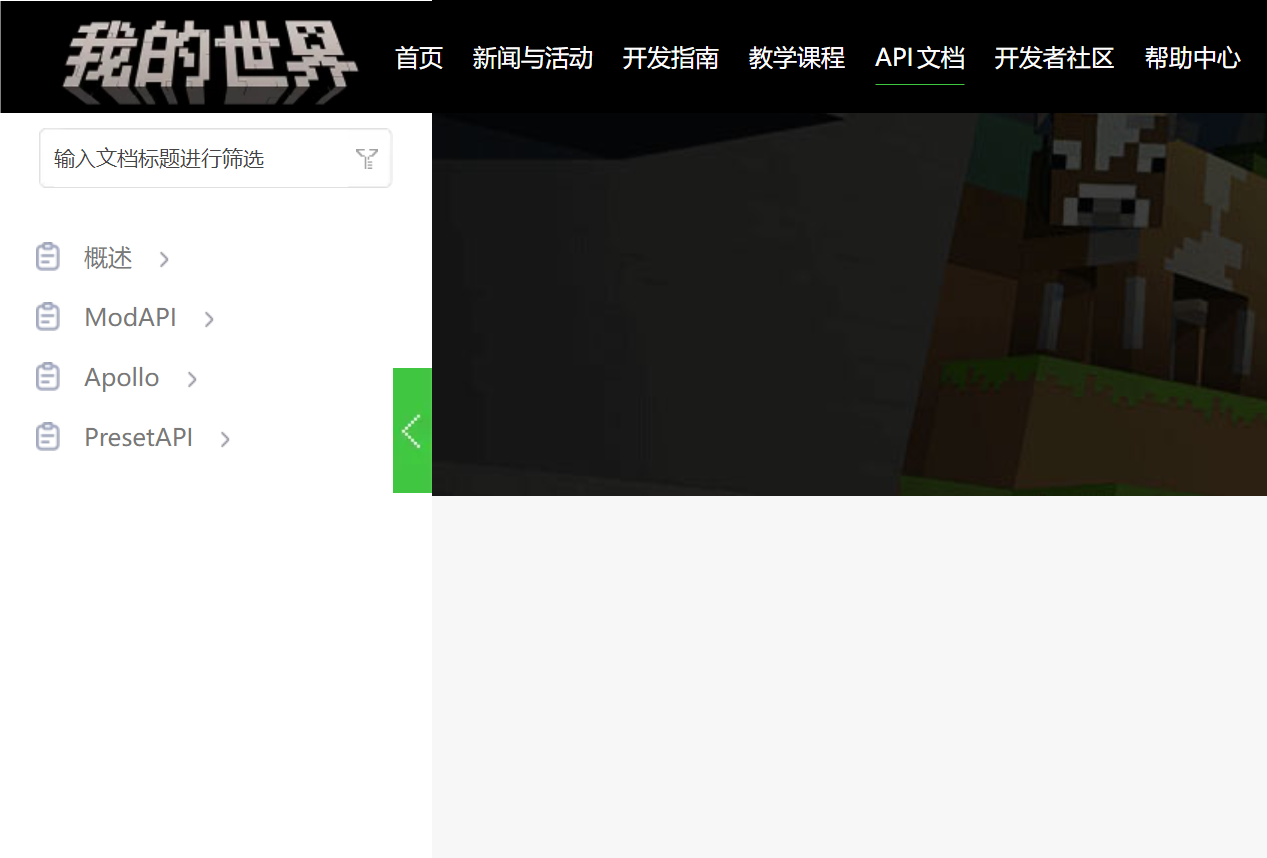 我的世界
首页 新闻与活动 开发指南 教学课程 API 文档 开发者社区 帮助中心
输入文档标题进行筛选
概述
ModAPI
Apollo
PresetAPI